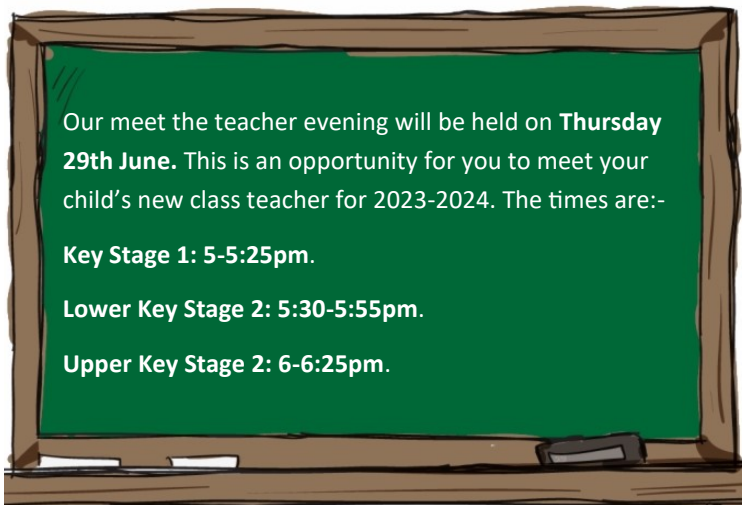 Our meet the teacher evening will be held on Thursday
29th June. This is an opportunity for you to meet your
child’s new class teacher for 2023-2024. The times are:-
Key Stage 1: 5-5:25pm.
Lower Key Stage 2: 5:30-5:55pm.
Upper Key Stage 2: 6-6:25pm.